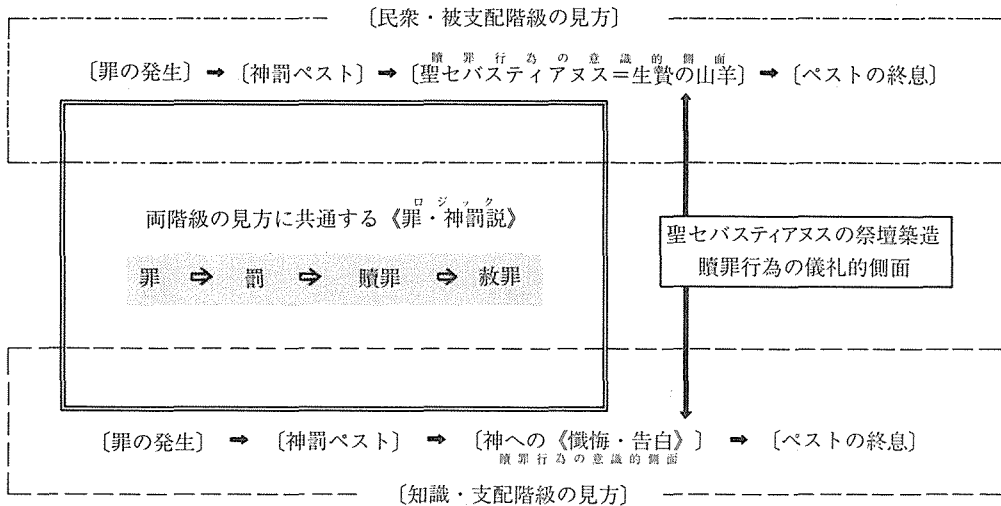 〔民衆・被支配階級の見方〕
贖罪行為の意識的側面
〔罪の発生〕➡〔神罰ペスト〕➡〔聖セバスティアヌス＝生贄の山羊〕➡〔ペストの終息〕
ロジック
両階級の見方に共通する《罪・神罰説》
罪 ⇨ 罰 ⇨ 贖罪 ⇨ 赦罪
聖セバスティアヌスの祭壇築造
贖罪行為の儀礼的側面
〔罪の発生〕 ➡ 〔神罰ペスト〕 ➡ 〔神への《懺悔・告白》〕 ➡ 〔ペストの終息〕
贖罪行為の意識的側面
〔知識・支配階級の見方〕